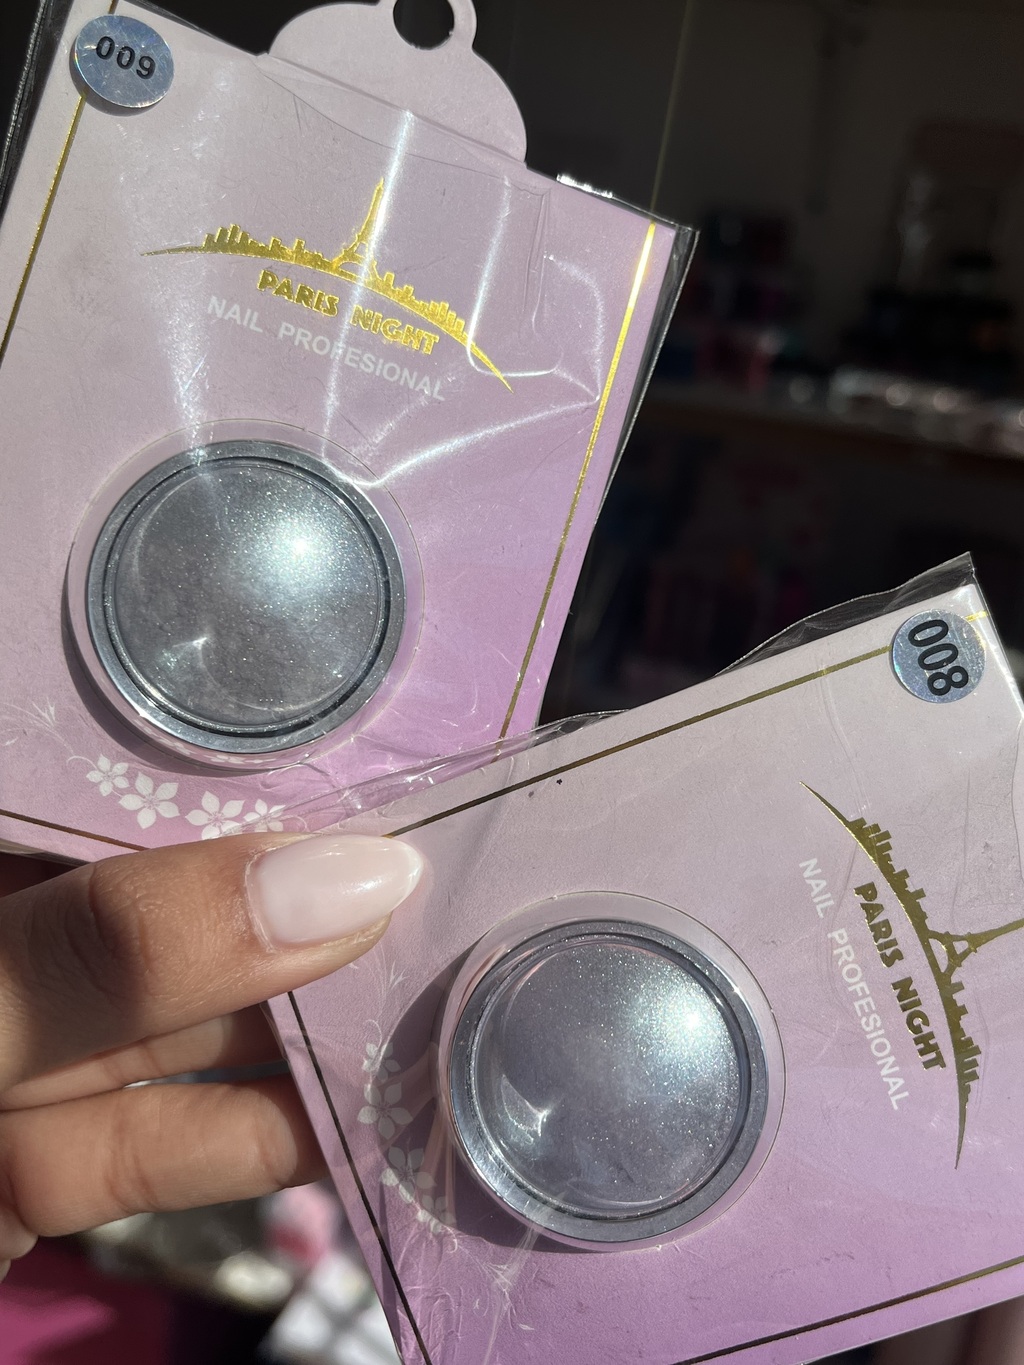 009
PARIS NIGHT
NAIL PROFESIONAL
008
PARIS NIGHT
NAIL PROFESIONAL